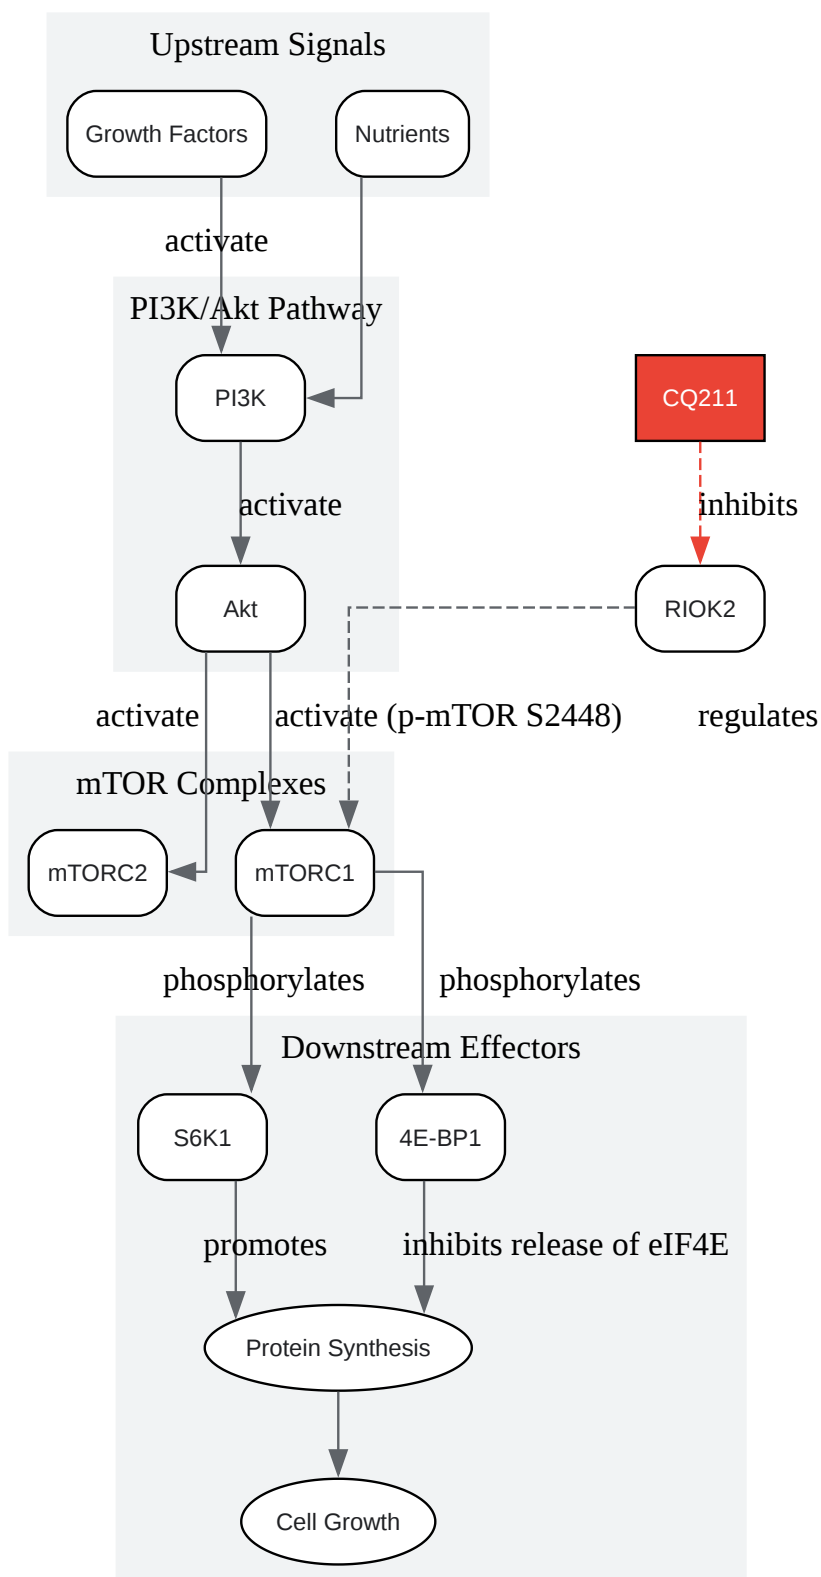 Upstream Signals
Growth Factors
Nutrients
activate
PI3K/Akt Pathway
PI3K
CQ211
activate
inhibits
Akt
RIOK2
activate
activate (p-mTOR S2448)
regulates
mTOR Complexes
mTORC2
mTORC1
phosphorylates
phosphorylates
Downstream Effectors
S6K1
4E-BP1
promotes
inhibits release of eIF4E
Protein Synthesis
Cell Growth